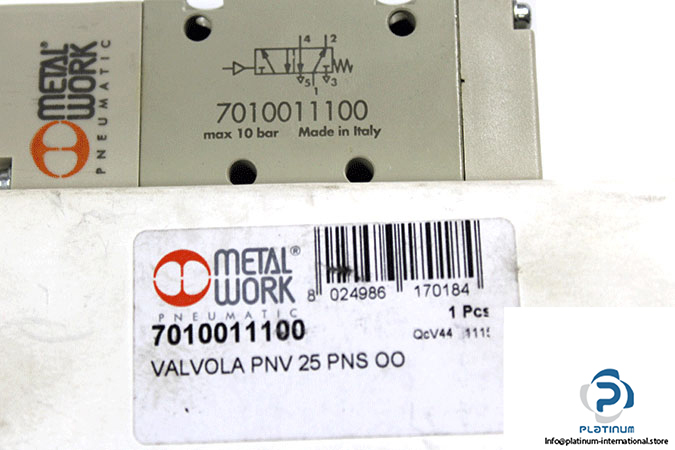 METAL
WORK
PNEUMATIC
4 2
5 3
1
7010011100
max 10 bar Made in Italy
METAL®
WORK
PNEUMATIC
8 024986 170184
7010011100
1 Pcs
QcV44 1115
VALVOLA PNV 25 PNS OO
PLATINUM
Info@platinum-international.store